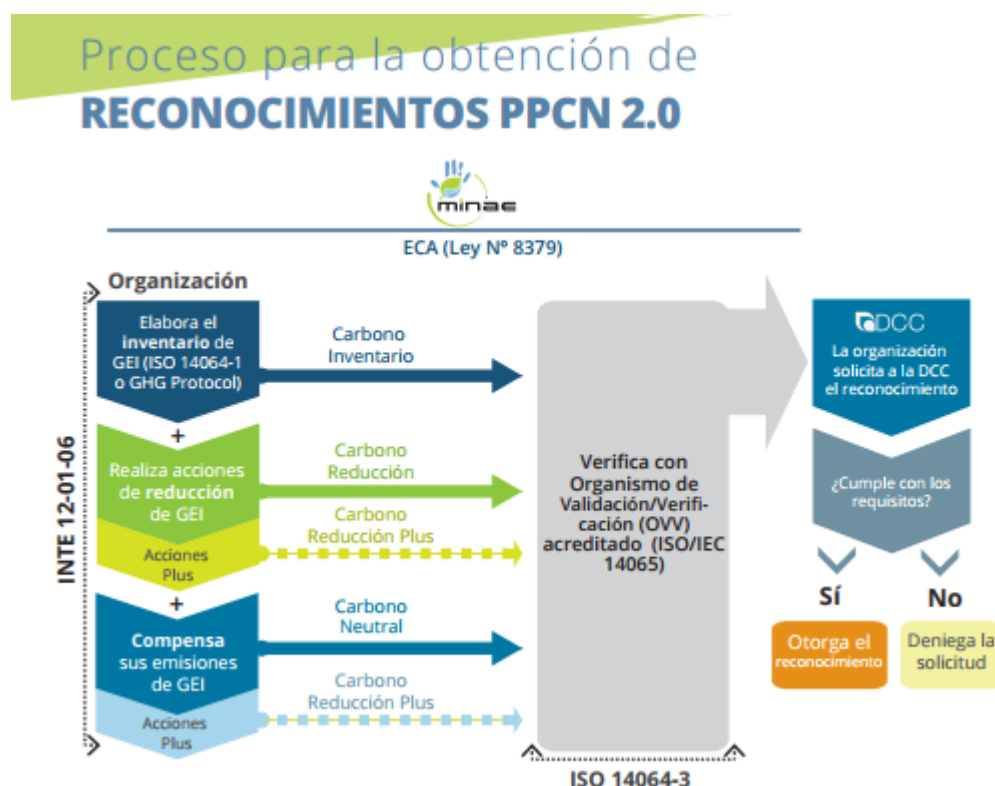 Proceso para la obtención de
RECONOCIMIENTOS PPCN 2.0
minae
ECA (Ley Nº 8379)
INTE 12-01-06
Organización
Elabora el
inventario de
GEI (ISO 14064-1
o GHG Protocol)
Carbono
Inventario
+
Realiza acciones
de reducción
de GEI
Carbono
Reducción
Acciones
Plus
Carbono
Reducción Plus
+
Compensa
sus emisiones
de GEI
Carbono
Neutral
Acciones
Plus
Carbono
Reducción Plus
Verifica con
Organismo de
Validación/Verifi-
cación (OVV)
acreditado (ISO/IEC
14065)
ISO 14064-3
DCC
La organización
solicita a la DCC
el reconocimiento
¿Cumple con los
requisitos?
Sí
No
Otorga el
reconocimiento
Deniega la
solicitud